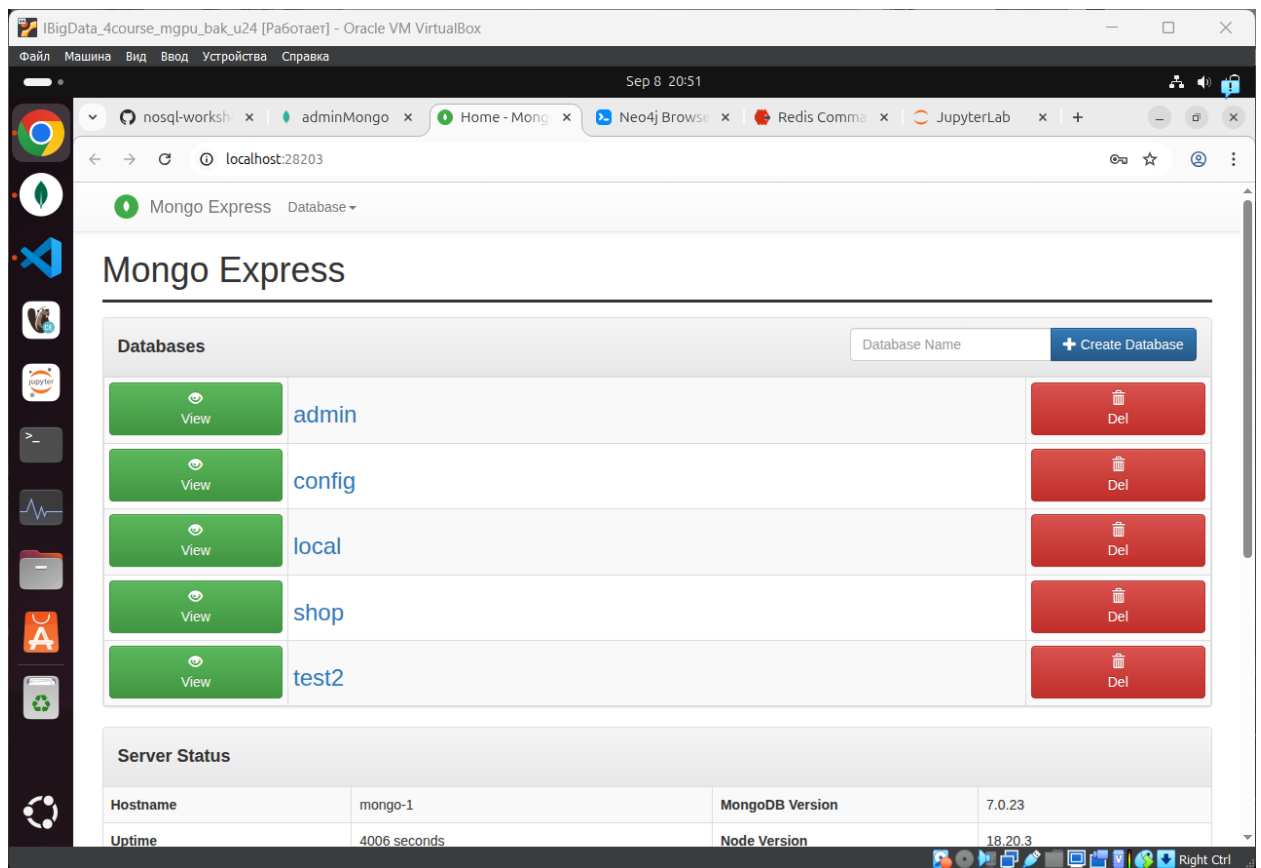 IBigData_4course_mgpu_bak_u24 [Работает] - Oracle VM VirtualBox
Файл Машина Вид Ввод Устройства Справка
Sep 8 20:51
nosql-worksh adminMongo Home - Mong Neo4j Browse Redis Comma JupyterLab
localhost:28203
Mongo Express Database
Mongo Express
Databases Database Name Create Database
View admin Del
View config Del
View local Del
View shop Del
View test2 Del
Server Status
Hostname mongo-1 MongoDB Version 7.0.23
Uptime 4006 seconds Node Version 18.20.3
Right Ctrl